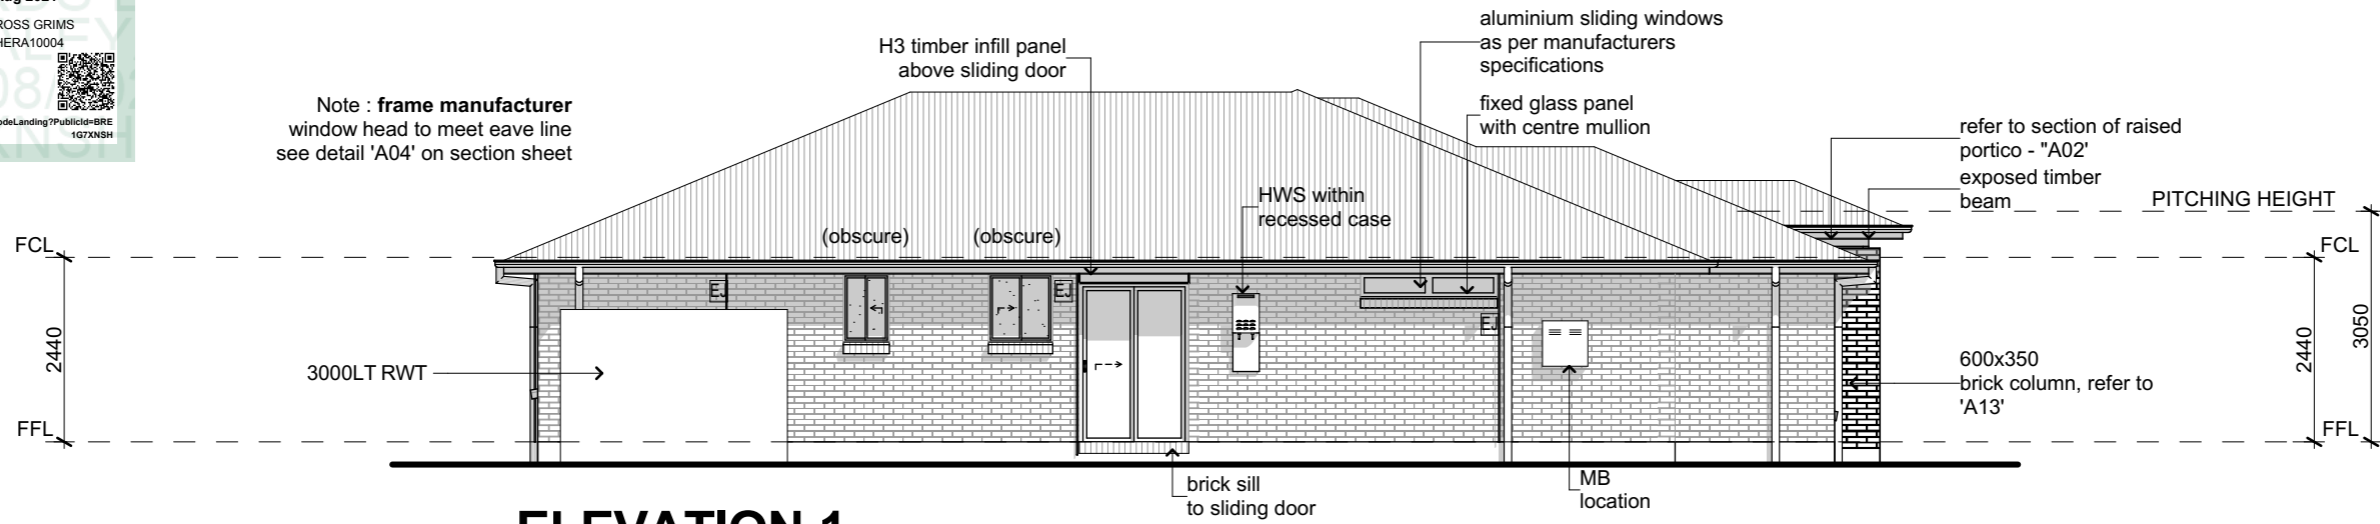 ROSS GRIMS
HERA10004
odeLanding?PublicId=BRE
1G7XNSH
H3 timber infill panel
above sliding door
aluminium sliding windows
as per manufacturers
specifications
Note : frame manufacturer
window head to meet eave line
see detail 'A04' on section sheet
fixed glass panel
with centre mullion
refer to section of raised
portico - "A02'
exposed timber
beam
PITCHING HEIGHT
HWS within
recessed case
(obscure)
(obscure)
FCL
FCL
EJ
EJ
EJ
2440
2440
3050
3000LT RWT
600x350
brick column, refer to
'A13'
FFL
FFL
brick sill
to sliding door
MB
location
ELEVATION 1